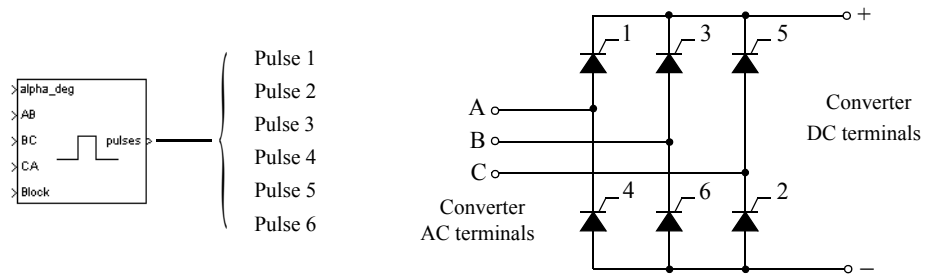 alpha_deg
AB
BC
CA
Block
pulses
Pulse 1
Pulse 2
Pulse 3
Pulse 4
Pulse 5
Pulse 6
+
1
3
5
A
B
C
Converter
DC terminals
4
6
2
Converter
AC terminals
−